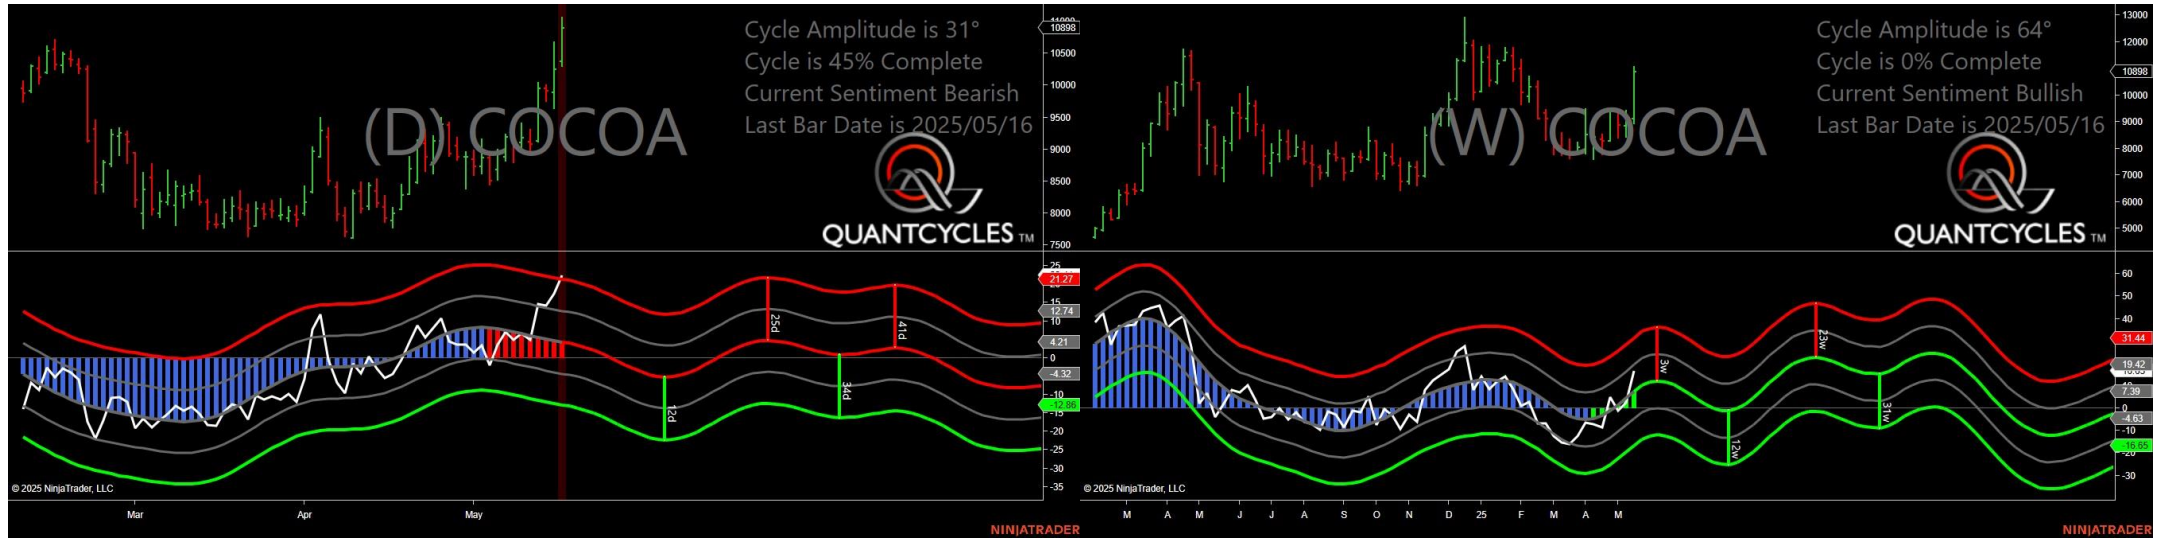 Cycle Amplitude is 31°
Cycle is 45% Complete
Current Sentiment Bearish
Last Bar Date is 2025/05/16
(D) COCOA
QUANTCYCLES TM
10898
10500
10000
9500
9000
8500
8000
7500
25
21.27
15
12.74
10
4.21
0
-4.32
-10
-12.86
-15
-20
-25
-30
-35
12d
25d
34d
41d
© 2025 NinjaTrader, LLC
Mar Apr May
NINJATRADER
Cycle Amplitude is 64°
Cycle is 0% Complete
Current Sentiment Bullish
Last Bar Date is 2025/05/16
(W) COCOA
QUANTCYCLES TM
13000
12000
10898
10000
9000
8000
7000
6000
5000
60
50
40
31.44
19.42
7.39
0
-4.63
-10
-16.65
-20
-30
3w
12w
23w
31w
© 2025 NinjaTrader, LLC
M A M J J A S O N D 25 F M A M
NINJATRADER